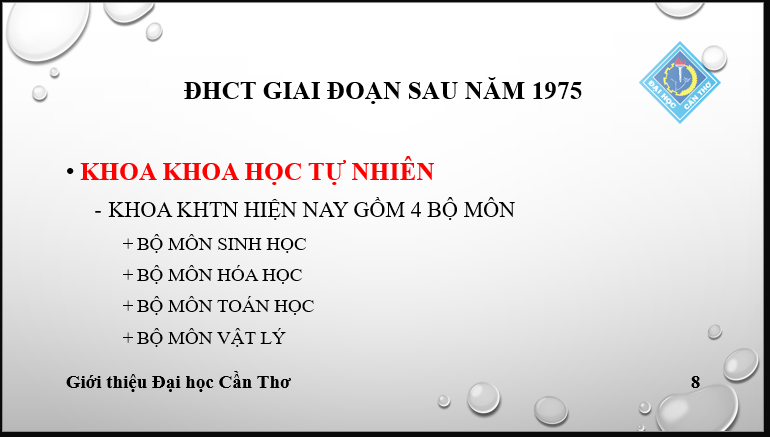 ĐHCT GIAI ĐOẠN SAU NĂM 1975
ĐẠI HỌC CẦN THƠ
• KHOA KHOA HỌC TỰ NHIÊN
- KHOA KHTN HIỆN NAY GỒM 4 BỘ MÔN
+ BỘ MÔN SINH HỌC
+ BỘ MÔN HÓA HỌC
+ BỘ MÔN TOÁN HỌC
+ BỘ MÔN VẬT LÝ
Giới thiệu Đại học Cần Thơ 8